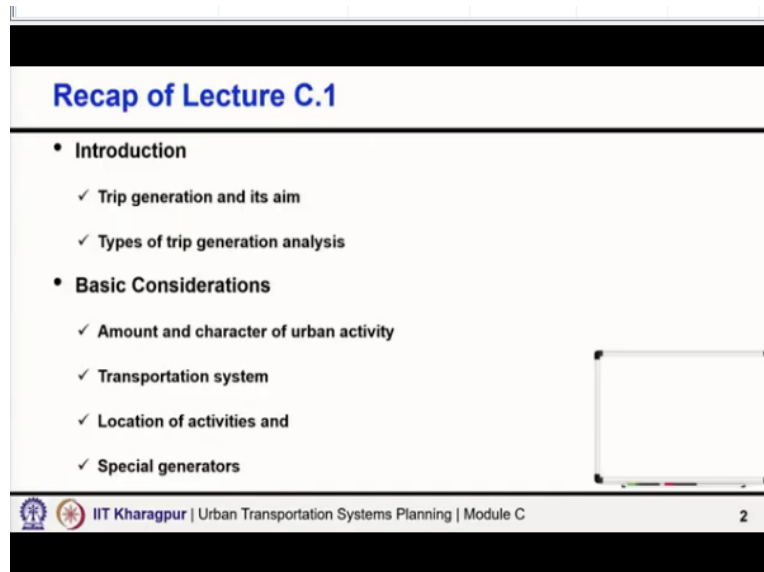 Recap of Lecture C.1
• Introduction
✓ Trip generation and its aim
✓ Types of trip generation analysis
• Basic Considerations
✓ Amount and character of urban activity
✓ Transportation system
✓ Location of activities and
✓ Special generators
IIT Kharagpur | Urban Transportation Systems Planning | Module C 2